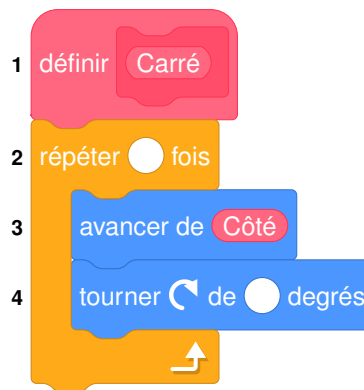 1 définir Carré
2 répéter fois
3 avancer de Côté
4 tourner de degrés